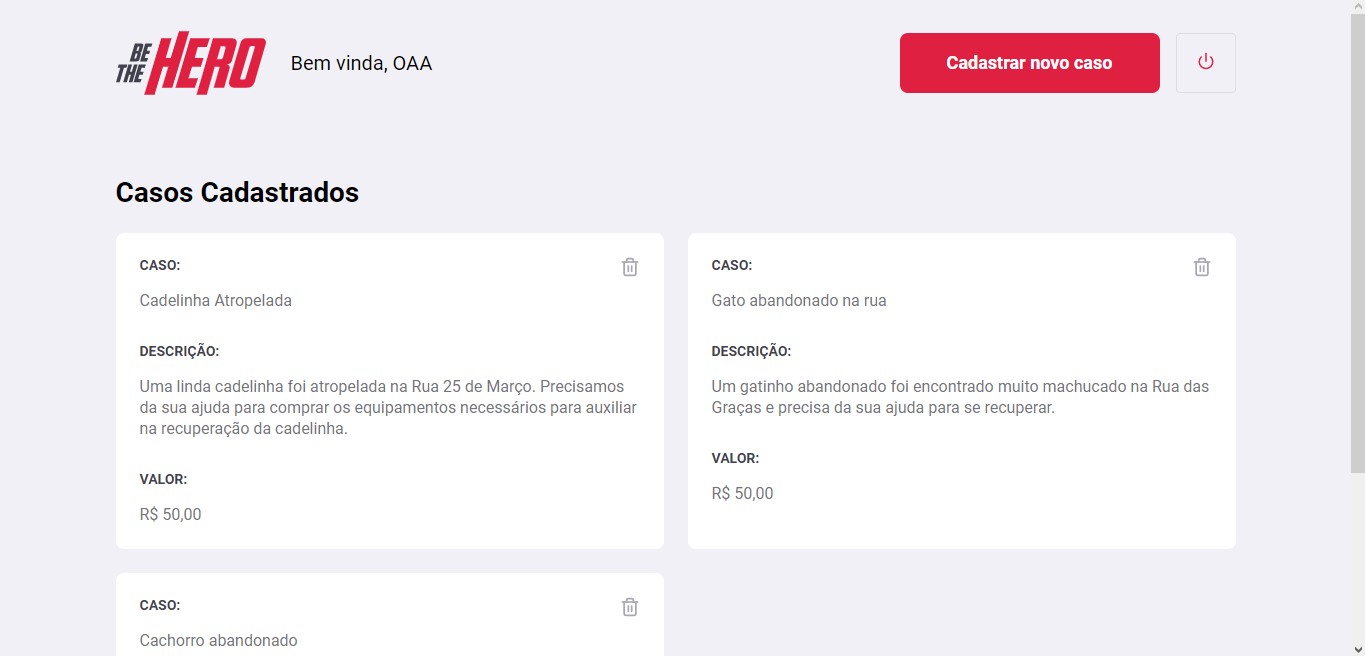 BE THE HERO
Bem vinda, OAA
Cadastrar novo caso
Casos Cadastrados
CASO:
Cadelinha Atropelada
DESCRIÇÃO:
Uma linda cadelinha foi atropelada na Rua 25 de Março. Precisamos
da sua ajuda para comprar os equipamentos necessários para auxiliar
na recuperação da cadelinha.
VALOR:
R$ 50,00
CASO:
Gato abandonado na rua
DESCRIÇÃO:
Um gatinho abandonado foi encontrado muito machucado na Rua das
Graças e precisa da sua ajuda para se recuperar.
VALOR:
R$ 50,00
CASO:
Cachorro abandonado